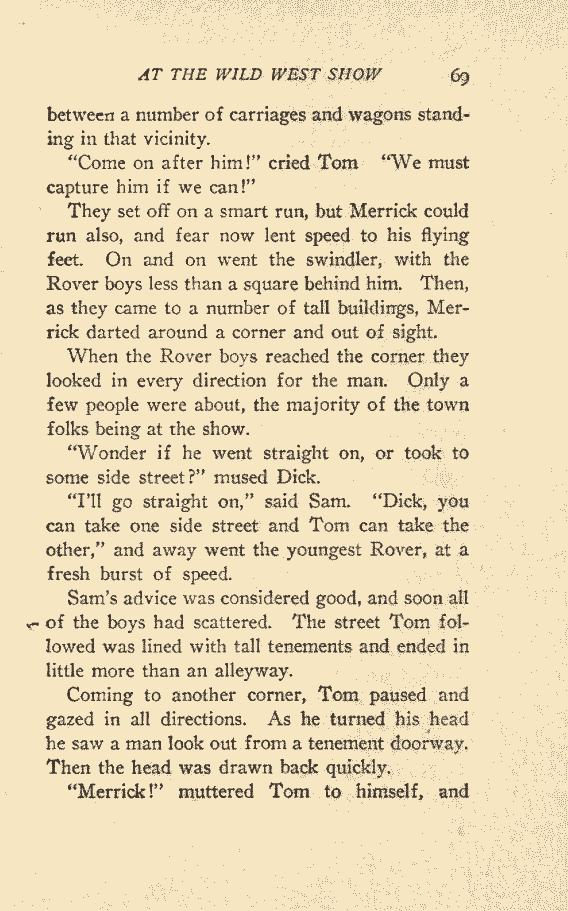 AT THE WILD WEST SHOW 69
between a number of carriages and wagons stand-
ing in that vicinity.
"Come on after him!" cried Tom "We must
capture him if we can!"
They set off on a smart run, but Merrick could
run also, and fear now lent speed to his flying
feet. On and on went the swindler, with the
Rover boys less than a square behind him. Then,
as they came to a number of tall buildings, Mer-
rick darted around a corner and out of sight.
When the Rover boys reached the corner they
looked in every direction for the man. Only a
few people were about, the majority of the town
folks being at the show.
"Wonder if he went straight on, or took to
some side street?" mused Dick.
"I'll go straight on," said Sam. "Dick, you
can take one side street and Tom can take the
other," and away went the youngest Rover, at a
fresh burst of speed.
Sam's advice was considered good, and soon all
of the boys had scattered. The street Tom fol-
lowed was lined with tall tenements and ended in
little more than an alleyway.
Coming to another corner, Tom paused and
gazed in all directions. As he turned his head
he saw a man look out from a tenement doorway.
Then the head was drawn back quickly.
"Merrick!" muttered Tom to himself, and